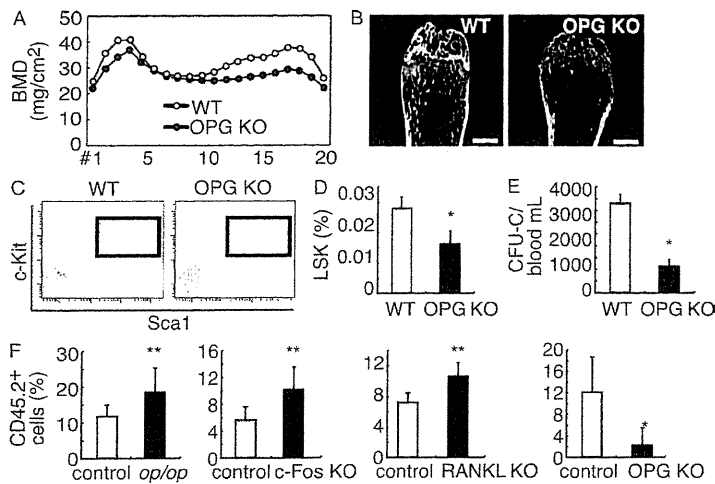 A
BMD
(mg/cm2)
50
40
30
20
10
0
WT
OPG KO
#1 5 10 15 20
B
WT
OPG KO
C
WT
OPG KO
c-Kit
Sca1
D
LSK (%)
0.03
0.02
0.01
0
*
WT OPG KO
E
CFU-C/
blood mL
4000
3000
2000
1000
0
*
WT OPG KO
F
CD45.2+
cells (%)
30
20
10
0
**
control op/op
16
12
8
4
0
**
control c-Fos KO
12
8
4
0
**
control RANKL KO
20
16
12
8
4
0
*
control OPG KO